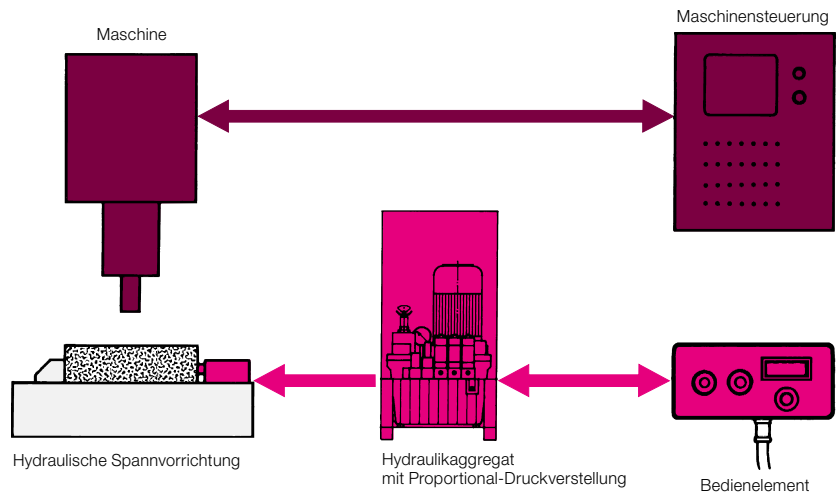 Maschine
Maschinensteuerung
Hydraulische Spannvorrichtung
Hydraulikaggregat
mit Proportional-Druckverstellung
Bedienelement